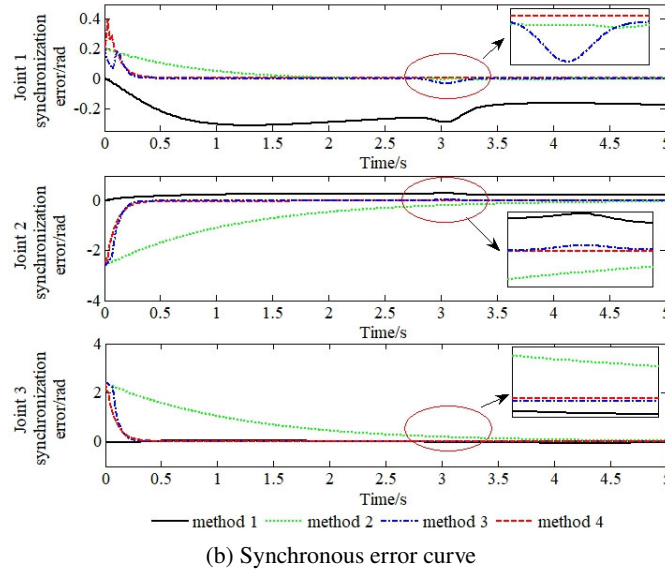 0.4
0.2
0
-0.2
Joint 1
synchronization
error/rad
0 0.5 1 1.5 2 2.5 3 3.5 4 4.5 5
Time/s
2
0
-2
-4
Joint 2
synchronization
error/rad
0 0.5 1 1.5 2 2.5 3 3.5 4 4.5 5
Time/s
4
2
0
Joint 3
synchronization
error/rad
0 0.5 1 1.5 2 2.5 3 3.5 4 4.5 5
Time/s
method 1 method 2 method 3 method 4
(b) Synchronous error curve